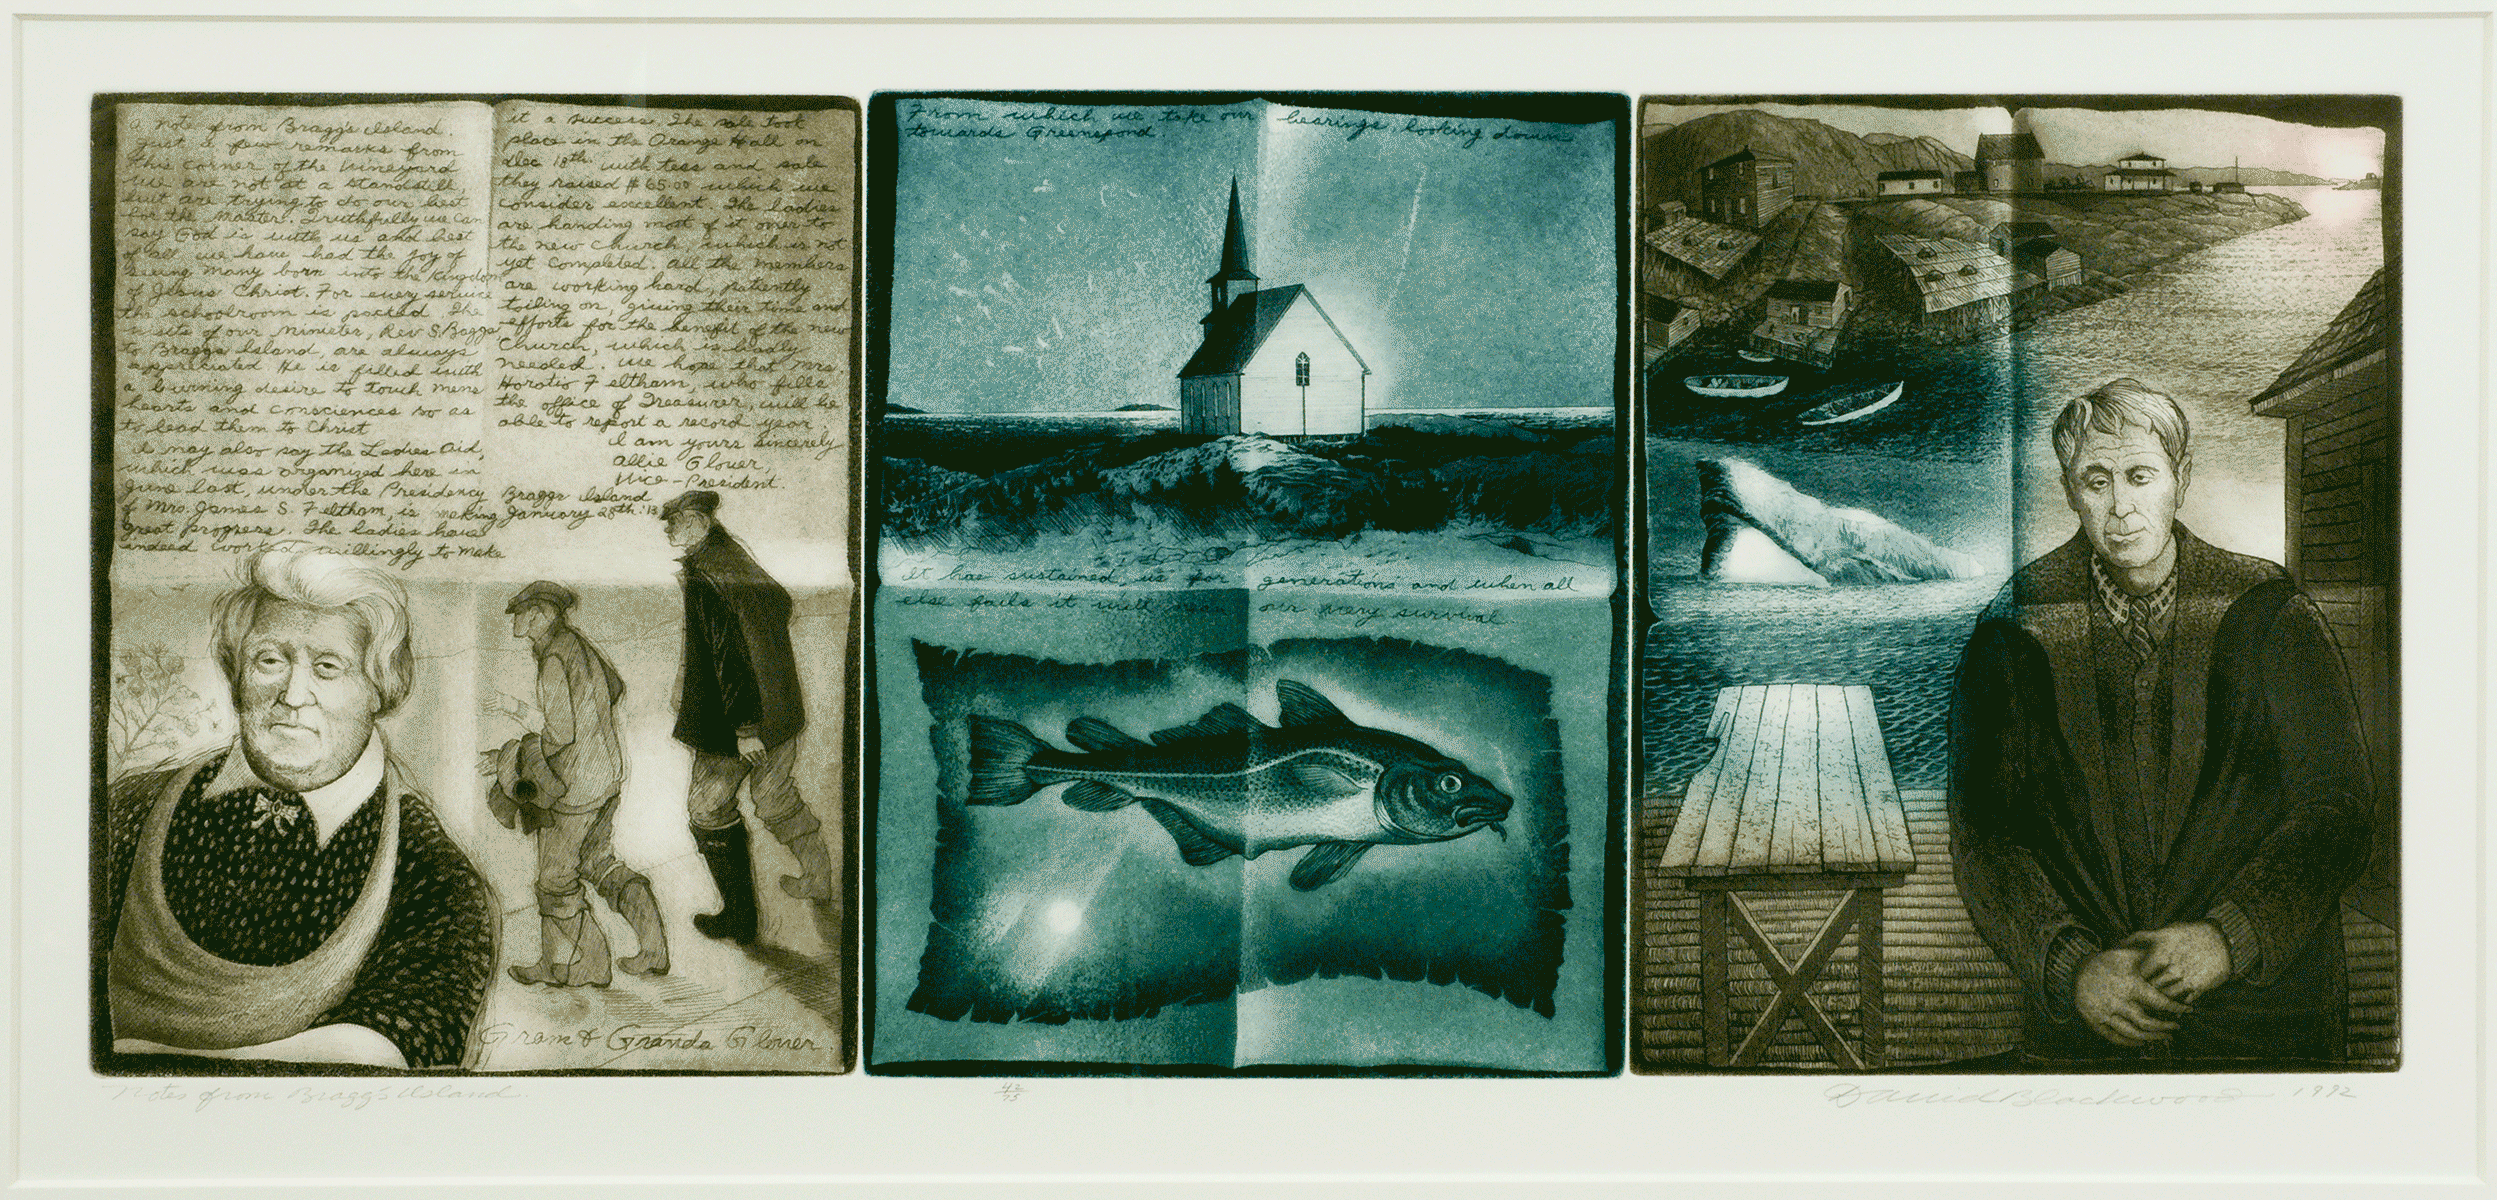 a note from Bragg's Island.
Just a few remarks from
this corner of the Vineyard
we are not at a standstill,
but are trying to do our best
for the Master. Truthfully we can
say God is with us and best
of all we have had the joy of
seeing many born into the Kingdom
of Jesus Christ. For every service
the schoolroom is packed. The
visits of our Minister, Rev S. Baggs
to Braggs Island, are always
appreciated He is filled with
a burning desire to touch mens
hearts and consciences so as
to lead them to Christ
I may also say the Ladies Aid,
which was organized here in
June last, under the Presidency
of Mrs. James S. Feltham, is making
great progress. The ladies have
indeed worked willingly to make
it a success. The sale took
place in the Orange Hall on
Dec 18th with teas and sale
they raised $65.00 which we
consider excellent. The ladies
are handing most of it over to
the new church, which is not
yet completed. All the members
are working hard, patiently
toiling on, giving their time and
efforts for the benefit of the new
Church, which is badly
needed. We hope that Mrs.
Horatio Feltham, who fills
the office of Treasurer, will be
able to report a record year.
I am yours sincerely
Allie Glover,
Vice-President.
Braggs Island
January 28th: 13
Gram & Granda Glover.
From which we take our bearings, looking down
towards Greenspond.
It has sustained us for generations and when all
else fails it will our very survival.
Notes from Bragg's Island.
42/75
David Blackwood 1992